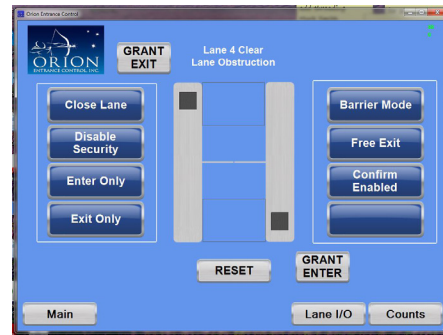 Orion Entrance Control
ORION
ENTRANCE CONTROL, INC.
GRANT
EXIT
Lane 4 Clear
Lane Obstruction
Close Lane
Disable
Security
Enter Only
Exit Only
Barrier Mode
Free Exit
Confirm
Enabled
RESET
GRANT
ENTER
Main
Lane I/O
Counts